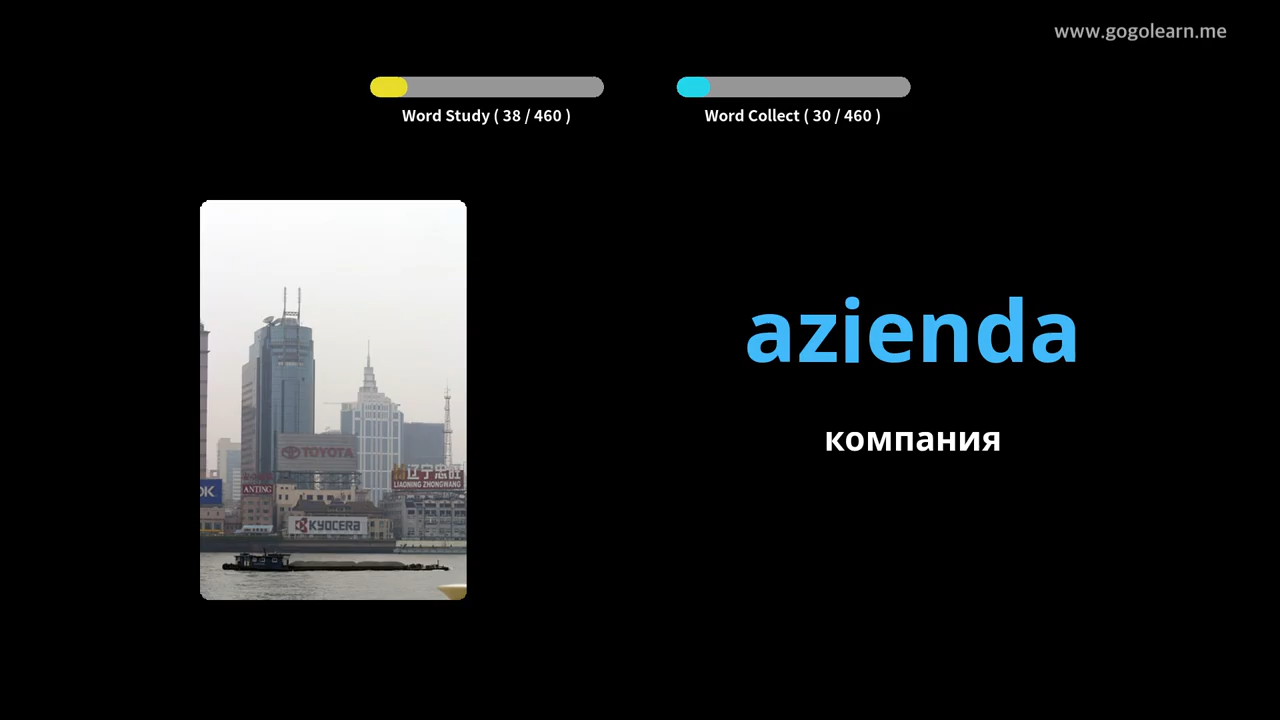 www.gogolearn.me
Word Study ( 38 / 460 )
Word Collect ( 30 / 460 )
azienda
компания
TOYOTA
辽宁忠旺
LIAONING ZHONGWANG
OK
ANTING
KYOCERA